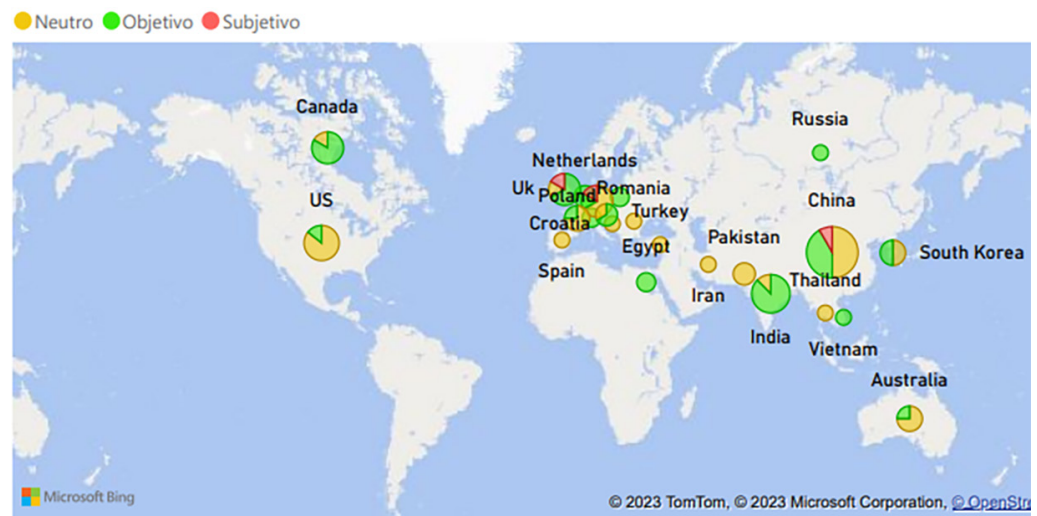 Neutro Objetivo Subjetivo
Canada
Russia
Netherlands
Uk Poland Romania
US
China
Croatia Turkey
Egypt
Pakistan
South Korea
Spain
Thailand
Iran
India
Vietnam
Australia
Microsoft Bing
© 2023 TomTom, © 2023 Microsoft Corporation, © OpenStre